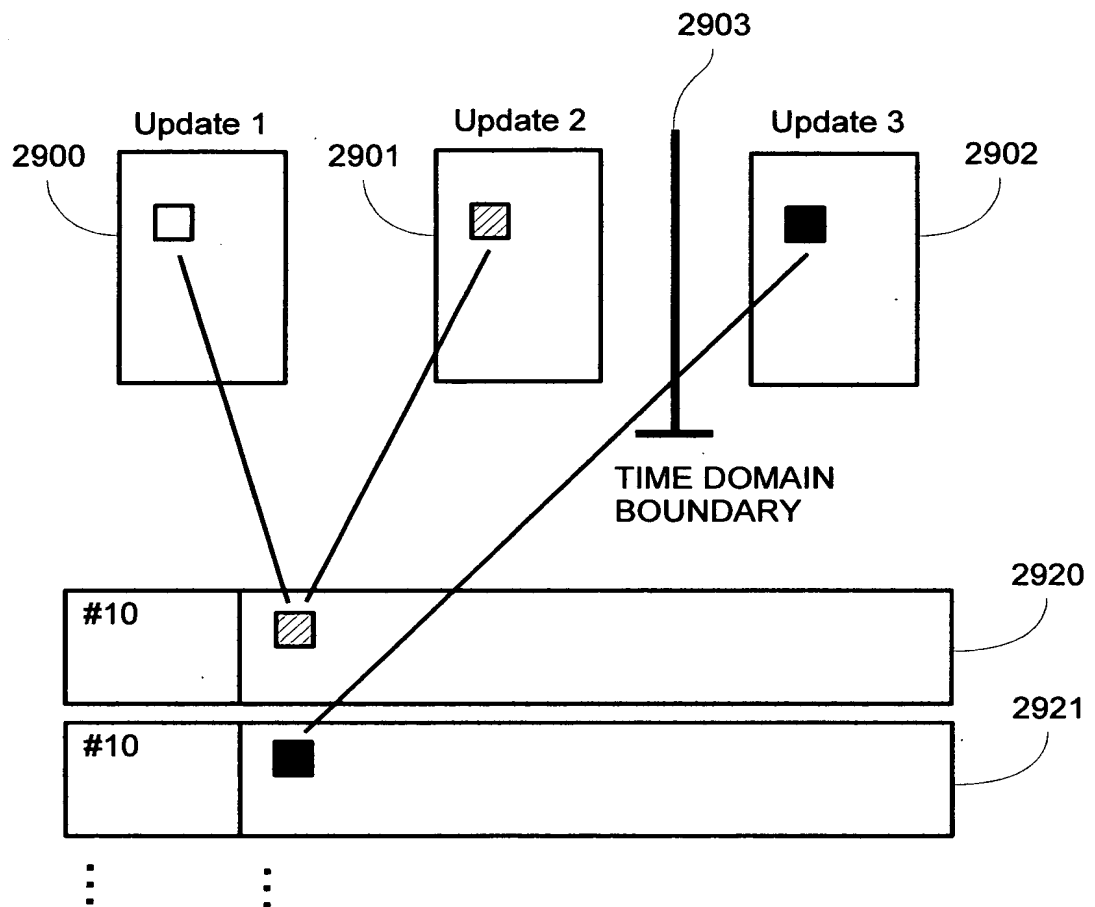 2903
Update 1
Update 2
Update 3
2900
2901
2902
TIME DOMAIN
BOUNDARY
2920
#10
2921
#10